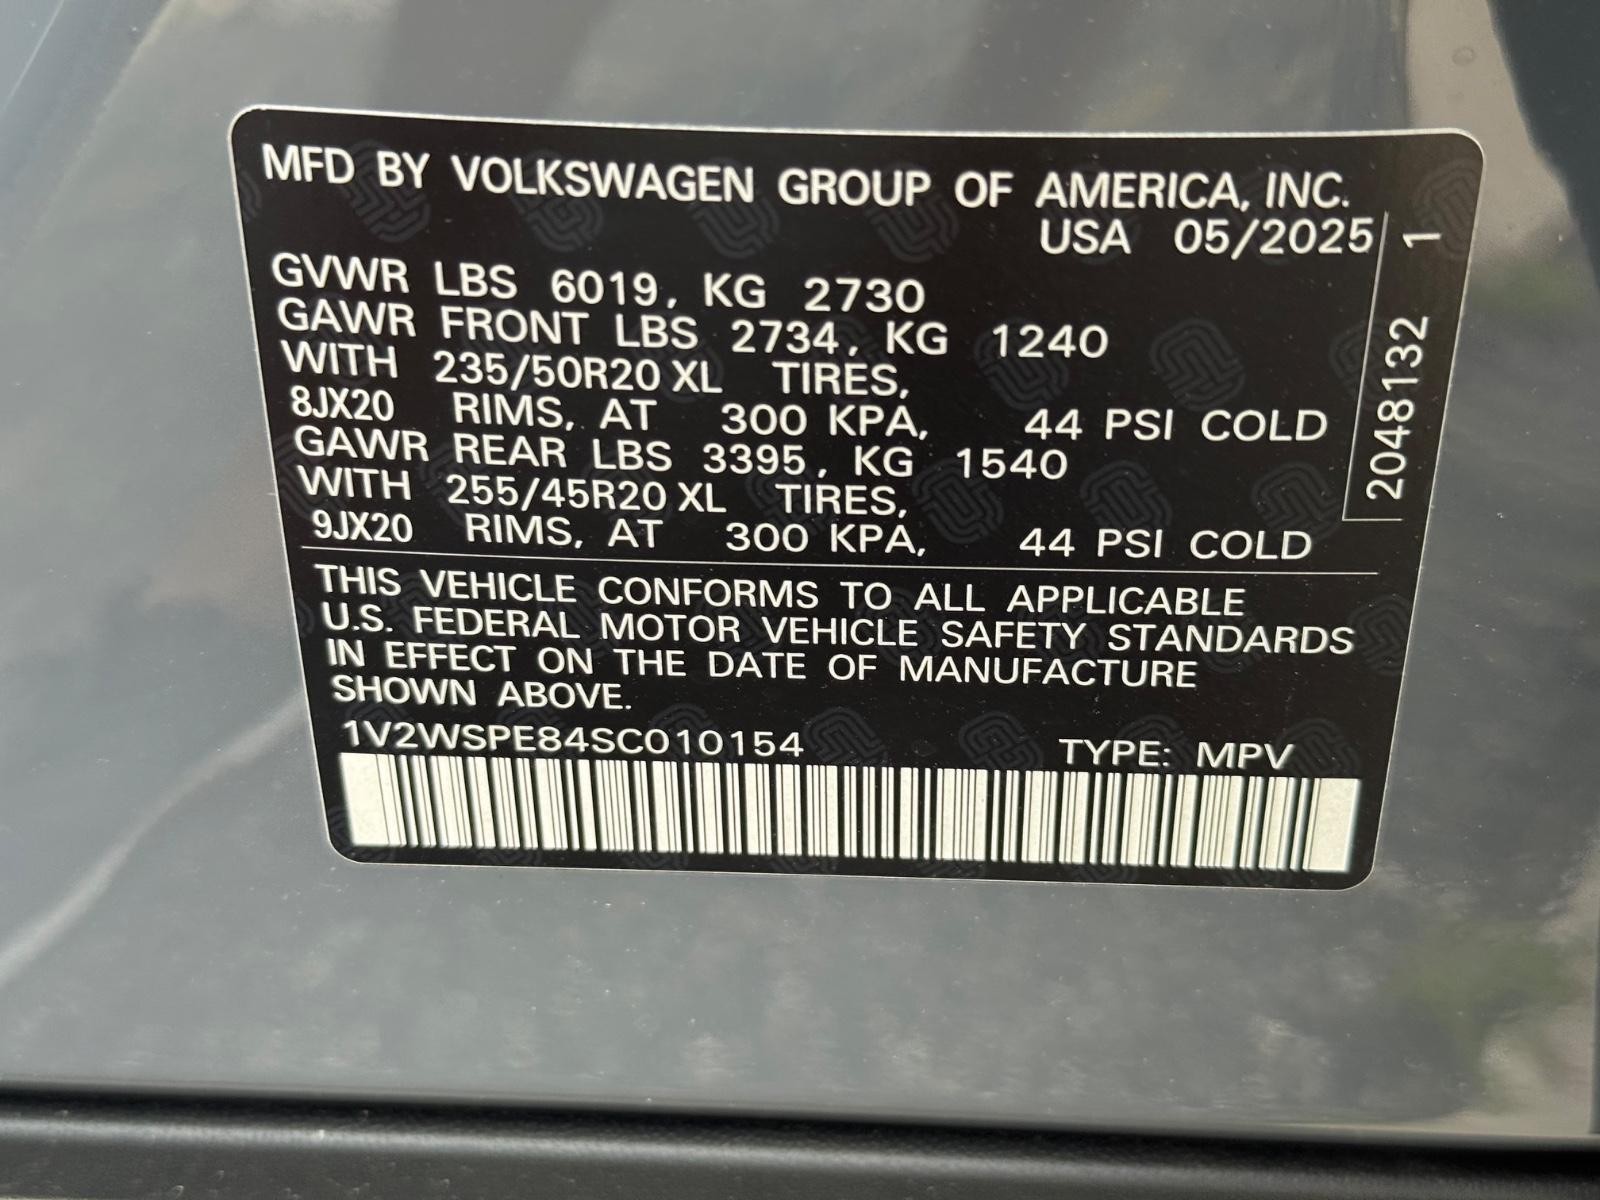 MFD BY VOLKSWAGEN GROUP OF AMERICA, INC.
USA 05/2025
GVWR LBS 6019, KG 2730
GAWR FRONT LBS 2734, KG 1240
WITH 235/50R20 XL TIRES,
8JX20 RIMS, AT 300 KPA, 44 PSI COLD
GAWR REAR LBS 3395, KG 1540
WITH 255/45R20 XL TIRES,
9JX20 RIMS, AT 300 KPA, 44 PSI COLD
2048132 1
THIS VEHICLE CONFORMS TO ALL APPLICABLE
U.S. FEDERAL MOTOR VEHICLE SAFETY STANDARDS
IN EFFECT ON THE DATE OF MANUFACTURE
SHOWN ABOVE.
1V2WSPE84SC010154 TYPE: MPV